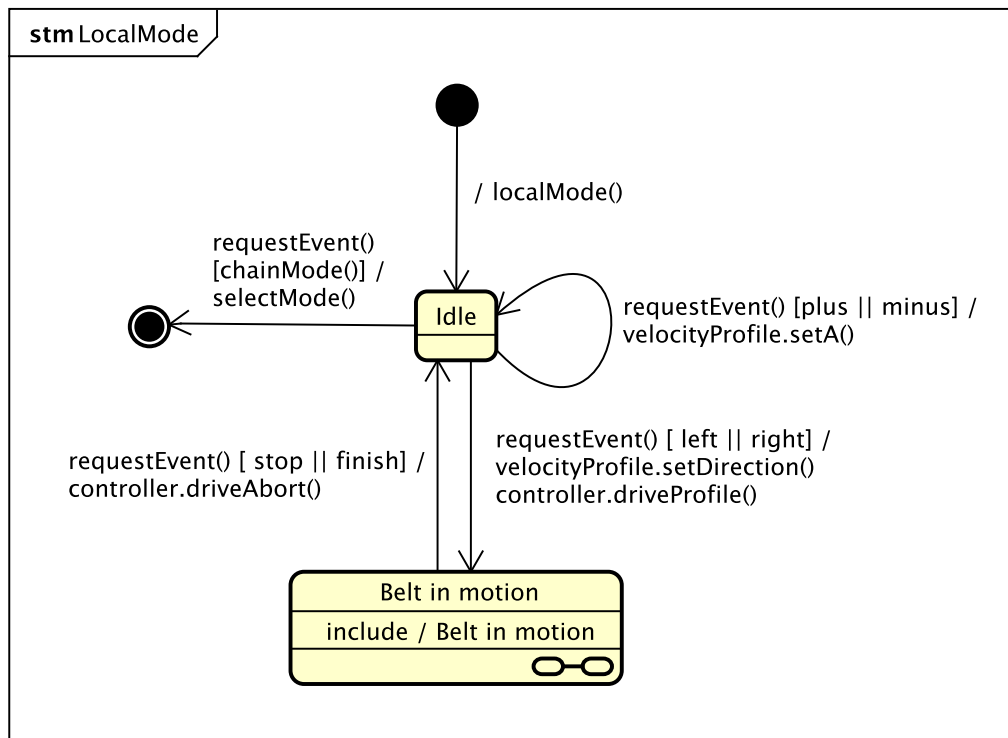 stm LocalMode
/ localMode()
requestEvent()
[chainMode()] /
selectMode()
Idle
requestEvent() [plus || minus] /
velocityProfile.setA()
requestEvent() [ stop || finish] /
controller.driveAbort()
requestEvent() [ left || right] /
velocityProfile.setDirection()
controller.driveProfile()
Belt in motion
include / Belt in motion